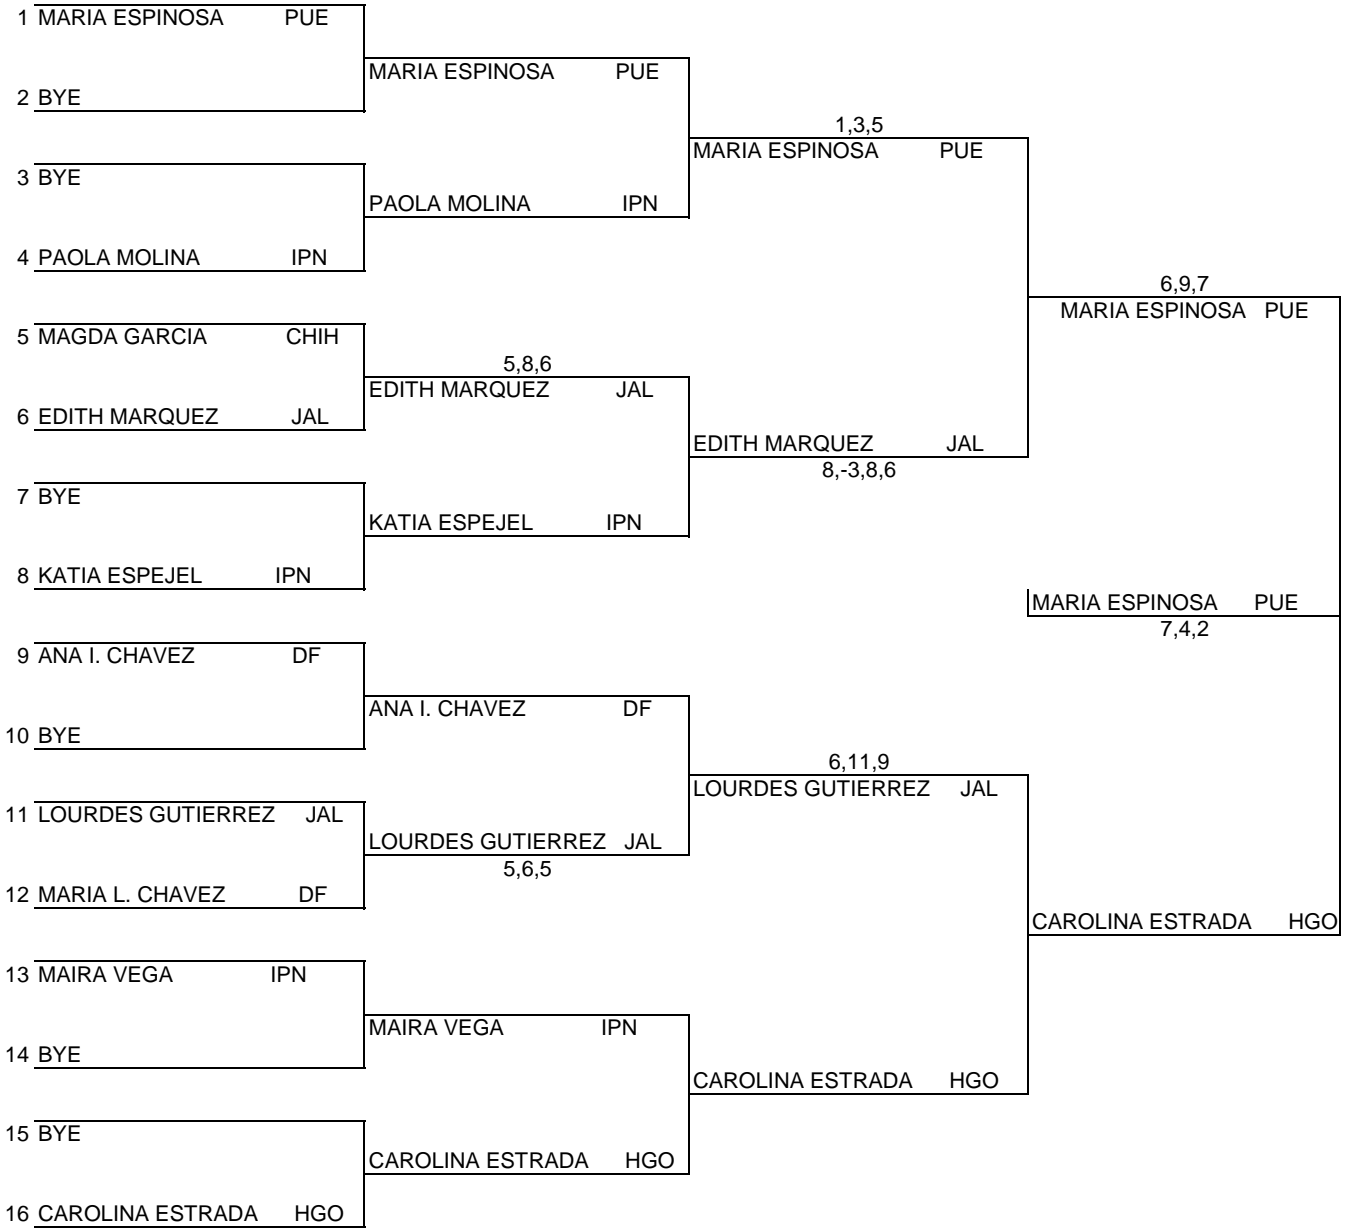 1 MARIA ESPINOSA PUE
MARIA ESPINOSA PUE
2 BYE
1,3,5
MARIA ESPINOSA PUE
3 BYE
PAOLA MOLINA IPN
4 PAOLA MOLINA IPN
6,9,7
MARIA ESPINOSA PUE
5 MAGDA GARCIA CHIH
5,8,6
EDITH MARQUEZ JAL
6 EDITH MARQUEZ JAL
EDITH MARQUEZ JAL
8,-3,8,6
7 BYE
KATIA ESPEJEL IPN
8 KATIA ESPEJEL IPN
MARIA ESPINOSA PUE
7,4,2
9 ANA I. CHAVEZ DF
ANA I. CHAVEZ DF
10 BYE
6,11,9
LOURDES GUTIERREZ JAL
11 LOURDES GUTIERREZ JAL
LOURDES GUTIERREZ JAL
5,6,5
12 MARIA L. CHAVEZ DF
CAROLINA ESTRADA HGO
13 MAIRA VEGA IPN
MAIRA VEGA IPN
14 BYE
CAROLINA ESTRADA HGO
15 BYE
CAROLINA ESTRADA HGO
16 CAROLINA ESTRADA HGO